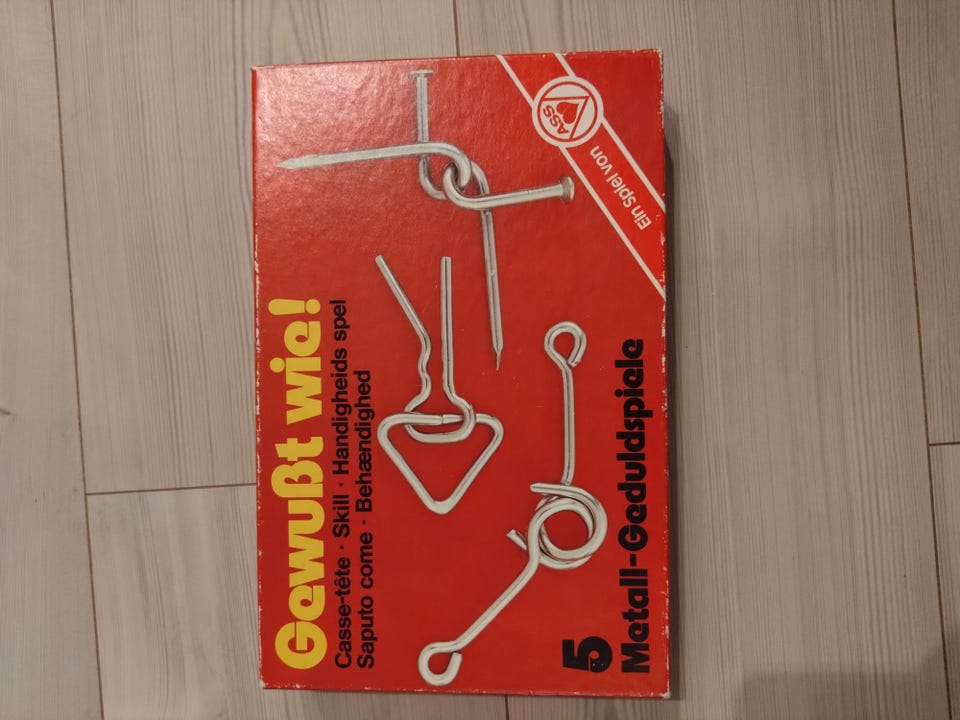 Gewußt wie!
Casse-tête · Skill · Handigheids spel
Saputo come · Behændighed
Ein Spiel von
ASS
5
Metall-Geduldspiele